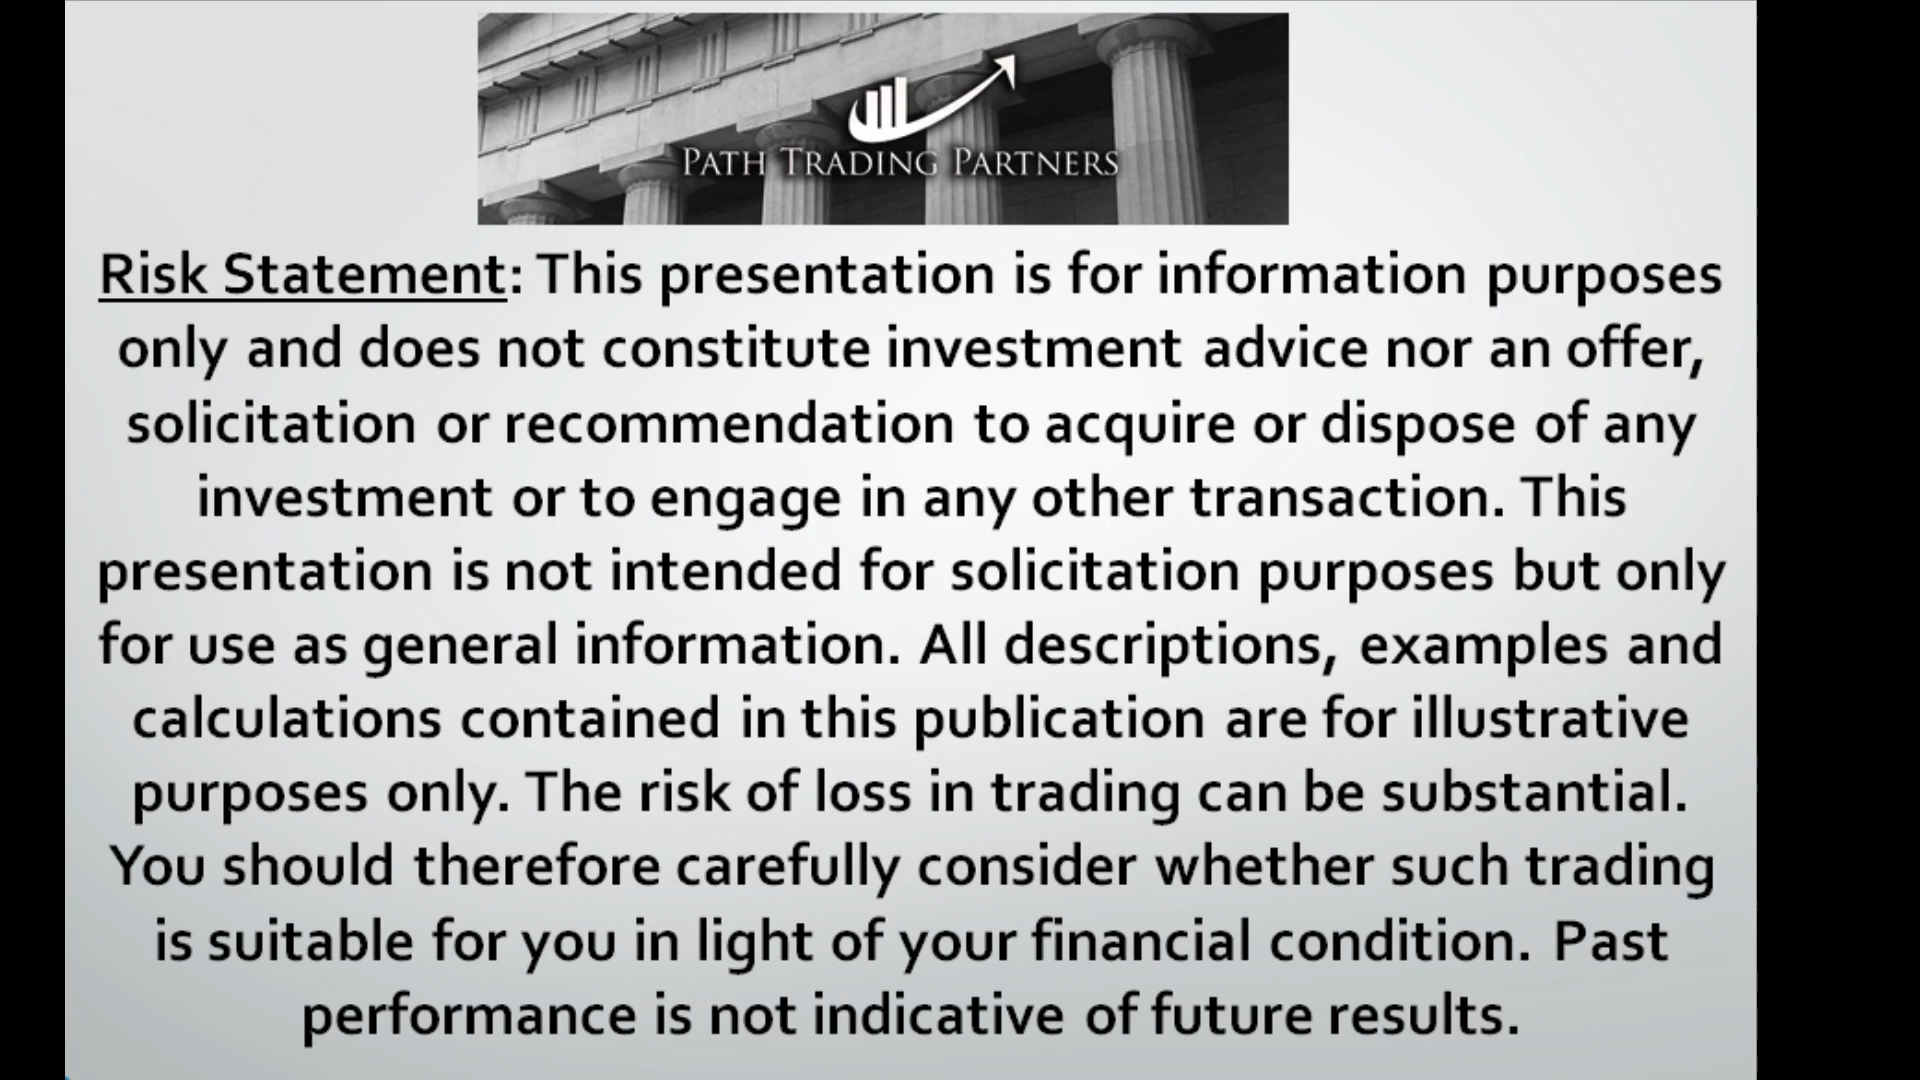 PATH TRADING PARTNERS
Risk Statement: This presentation is for information purposes
only and does not constitute investment advice nor an offer,
solicitation or recommendation to acquire or dispose of any
investment or to engage in any other transaction. This
presentation is not intended for solicitation purposes but only
for use as general information. All descriptions, examples and
calculations contained in this publication are for illustrative
purposes only. The risk of loss in trading can be substantial.
You should therefore carefully consider whether such trading
is suitable for you in light of your financial condition. Past
performance is not indicative of future results.